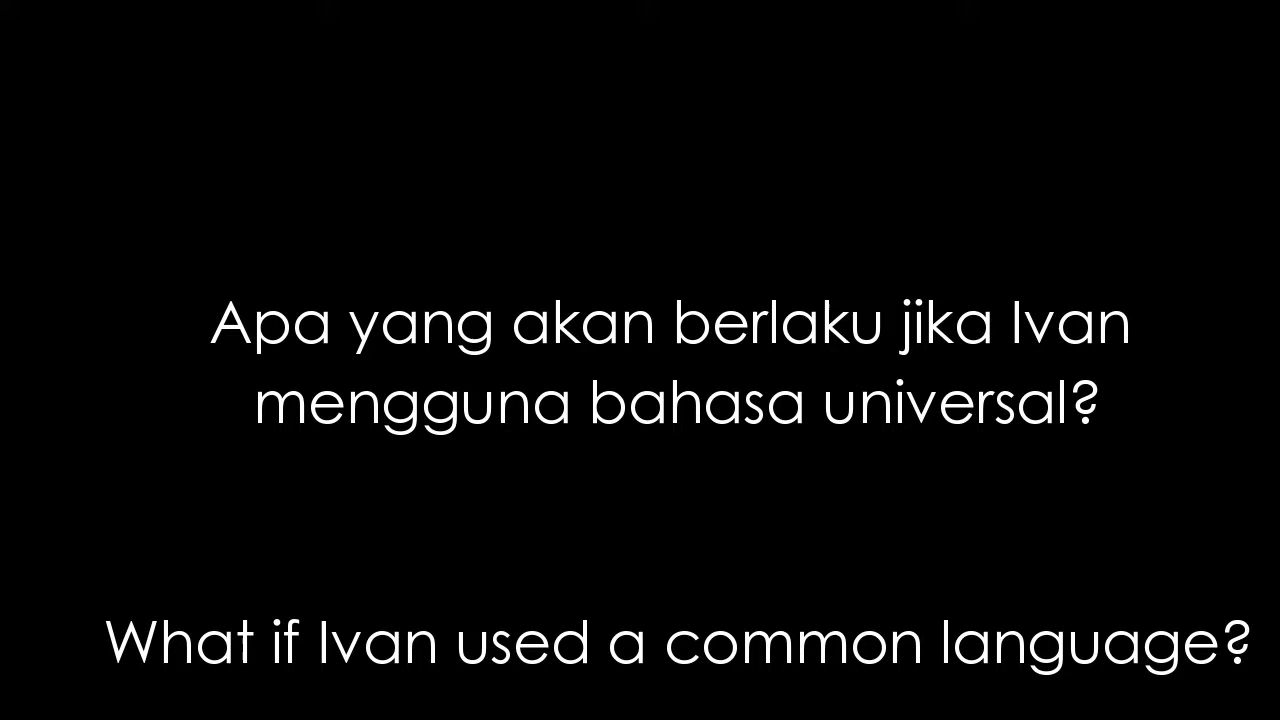 Apa yang akan berlaku jika Ivan
mengguna bahasa universal?
What if Ivan used a common language?